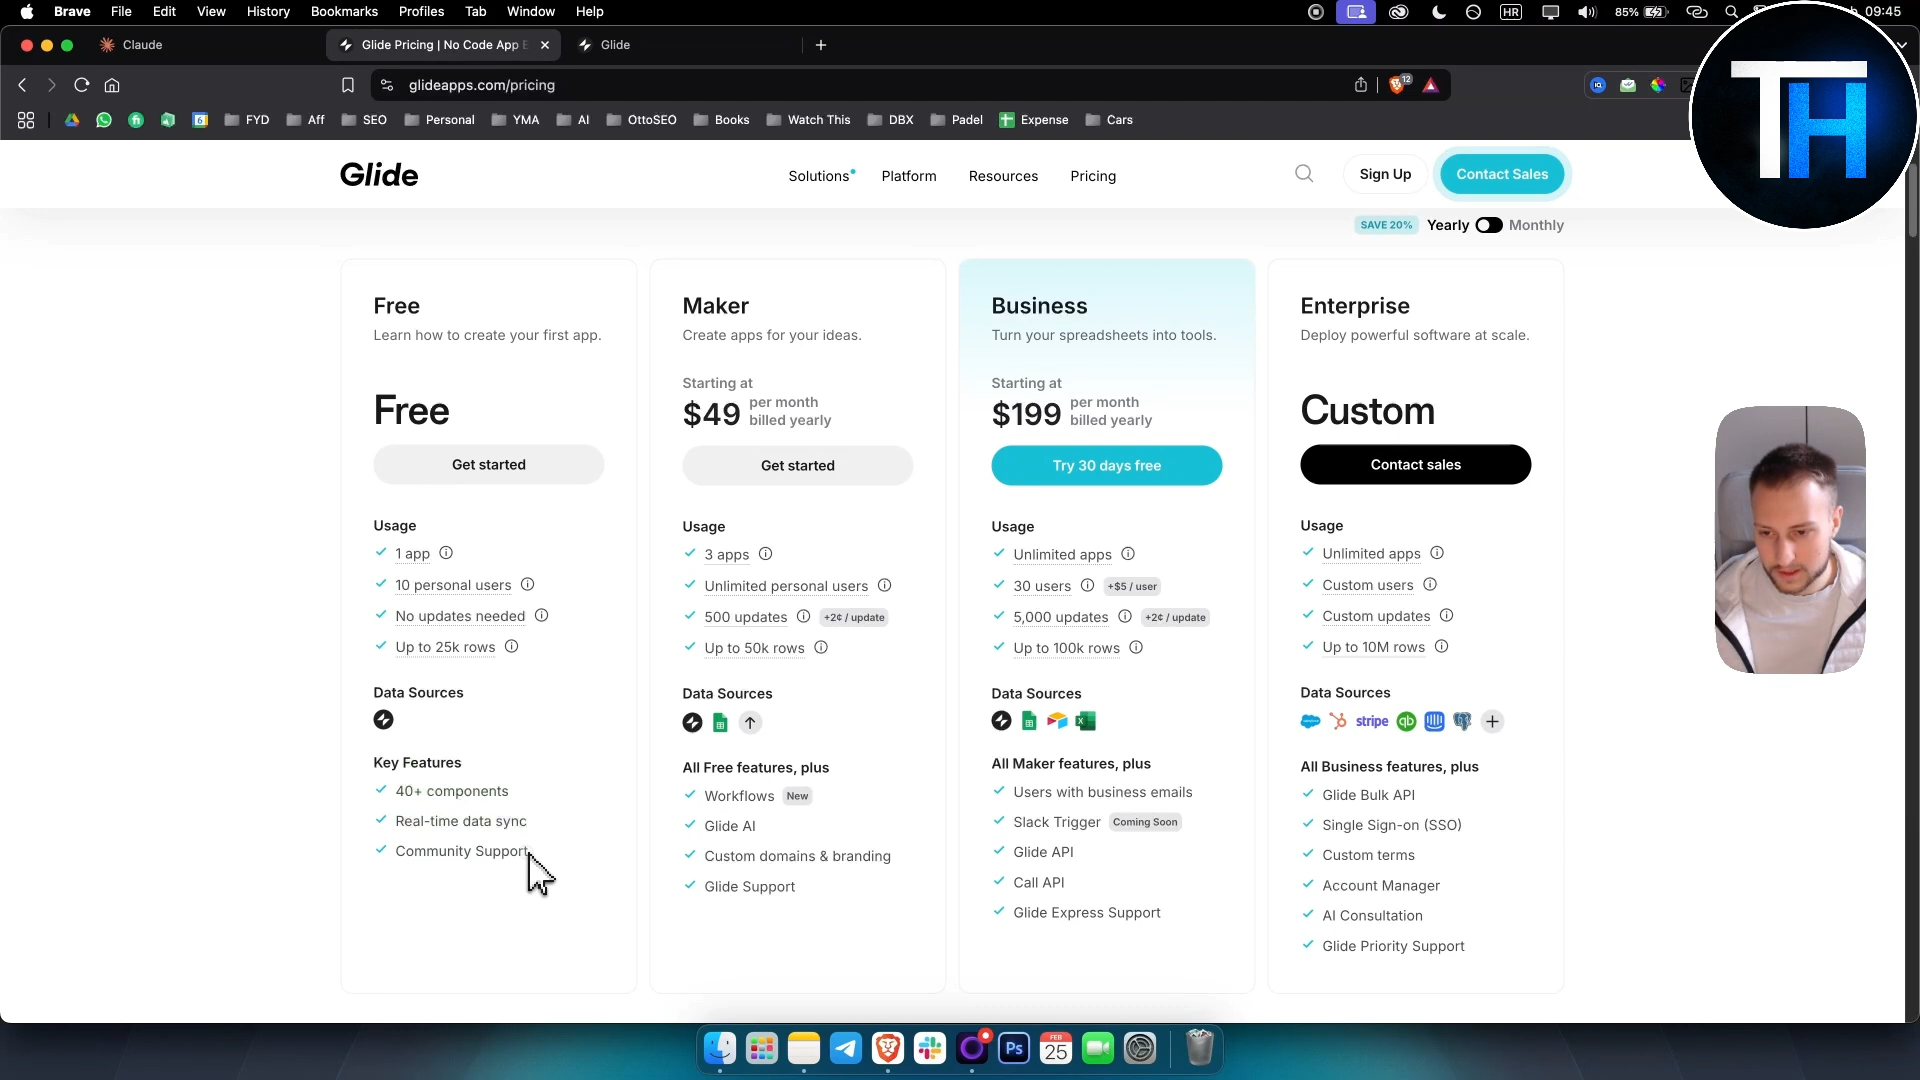 Brave File Edit View History Bookmarks Profiles Tab Window Help
HR 85% 09:45
Claude
Glide Pricing | No Code App
Glide
glideapps.com/pricing
12
6 FYD Aff SEO Personal YMA AI OttoSEO Books Watch This DBX Padel Expense Cars
TH
Glide
Solutions Platform Resources Pricing
Sign Up Contact Sales
SAVE 20% Yearly Monthly
Free
Learn how to create your first app.
Free
Get started
Usage
1 app
10 personal users
No updates needed
Up to 25k rows
Data Sources
Key Features
40+ components
Real-time data sync
Community Support
Maker
Create apps for your ideas.
Starting at
$49 per month
billed yearly
Get started
Usage
3 apps
Unlimited personal users
500 updates +2¢ / update
Up to 50k rows
Data Sources
All Free features, plus
Workflows New
Glide AI
Custom domains & branding
Glide Support
Business
Turn your spreadsheets into tools.
Starting at
$199 per month
billed yearly
Try 30 days free
Usage
Unlimited apps
30 users +$5 / user
5,000 updates +2¢ / update
Up to 100k rows
Data Sources
All Maker features, plus
Users with business emails
Slack Trigger Coming Soon
Glide API
Call API
Glide Express Support
Enterprise
Deploy powerful software at scale.
Custom
Contact sales
Usage
Unlimited apps
Custom users
Custom updates
Up to 10M rows
Data Sources
stripe qb
All Business features, plus
Glide Bulk API
Single Sign-on (SSO)
Custom terms
Account Manager
AI Consultation
Glide Priority Support
Ps
FEB
25